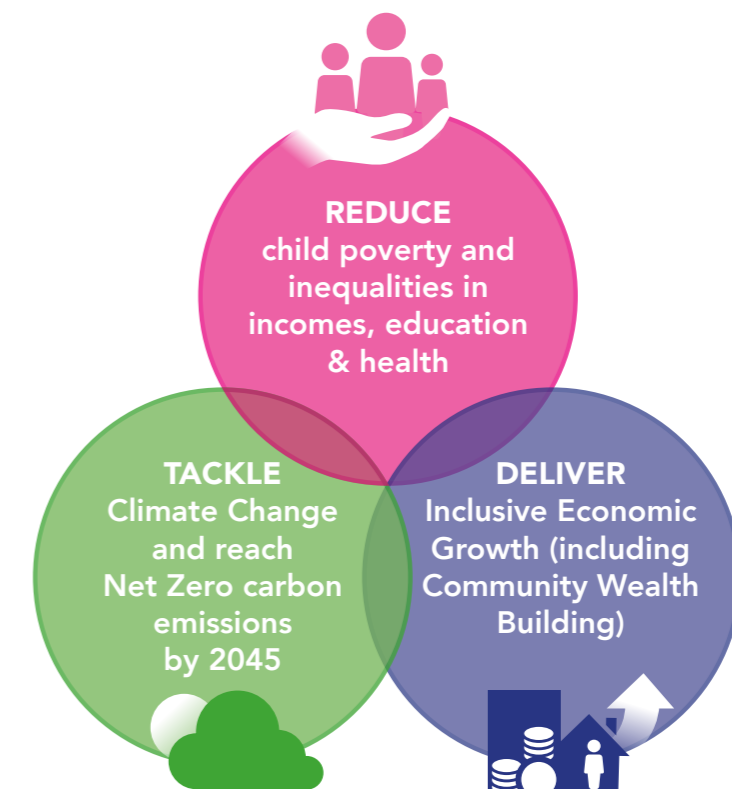 REDUCE
child poverty and
inequalities in
incomes, education
& health
TACKLE
Climate Change
and reach
Net Zero carbon
emissions
by 2045
DELIVER
Inclusive Economic
Growth (including
Community Wealth
Building)